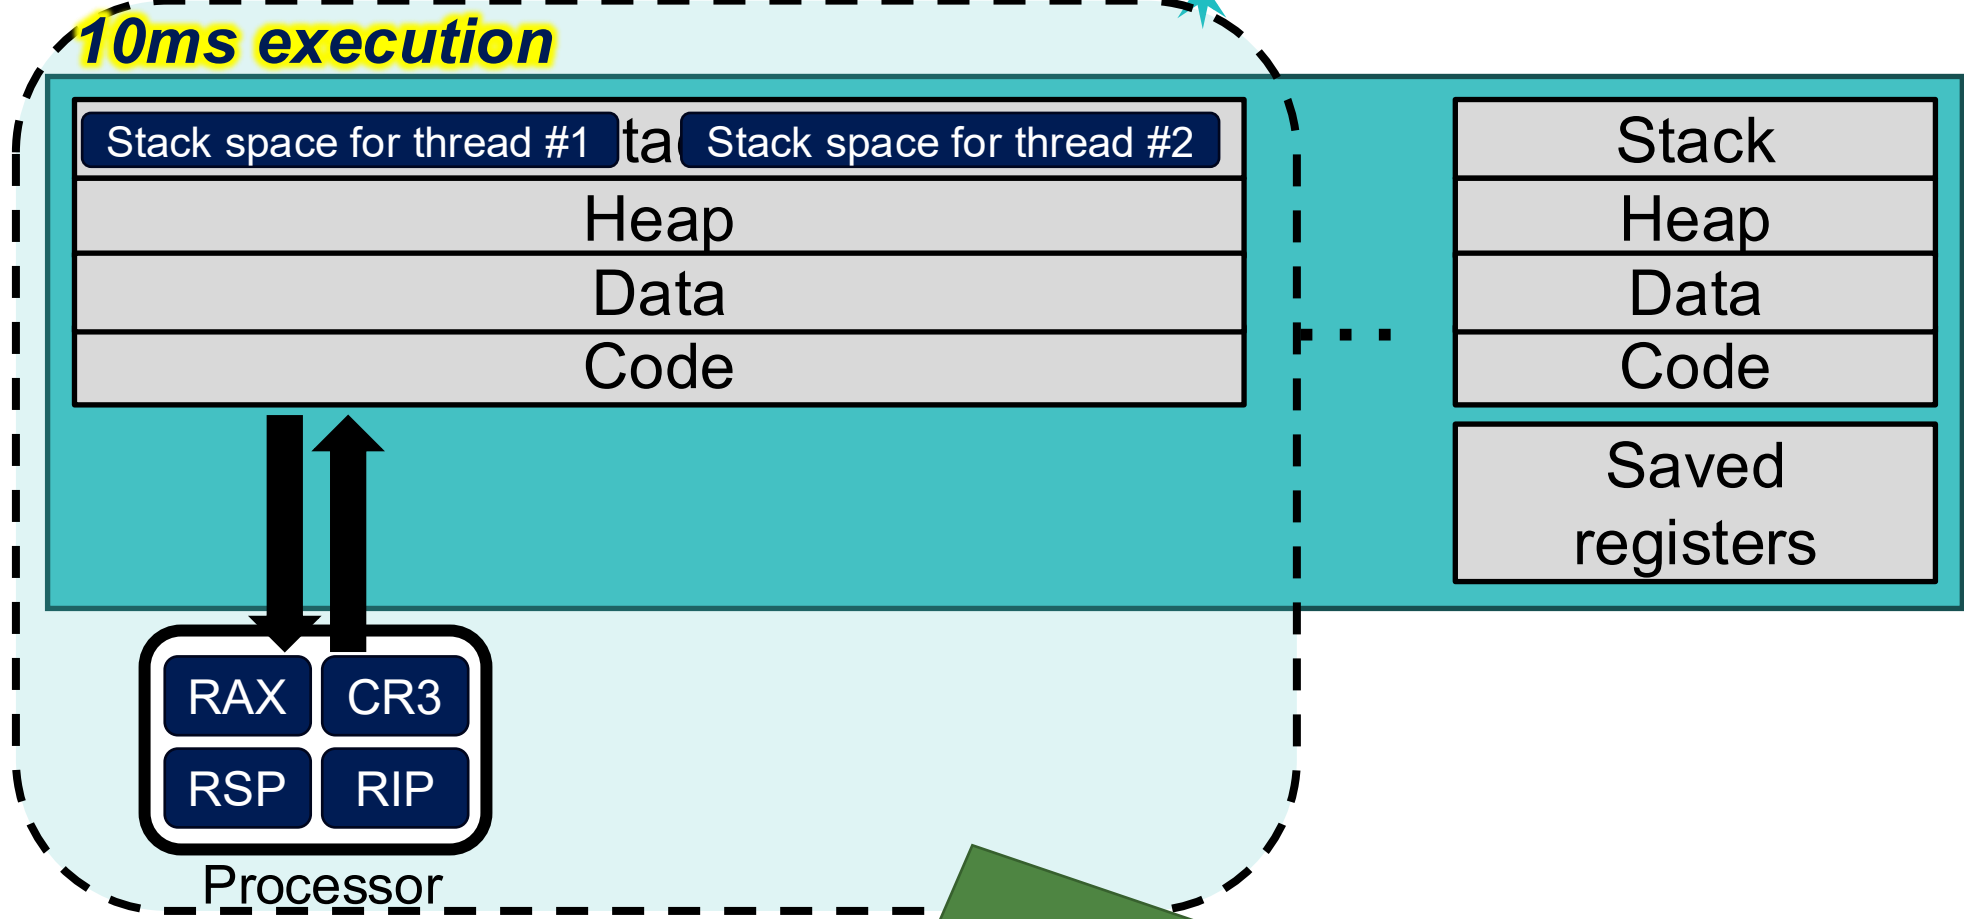 10ms execution
Stack space for thread #1 ta Stack space for thread #2
Heap
Data
Code
...
Stack
Heap
Data
Code
Saved
registers
RAX CR3
RSP RIP
Processor